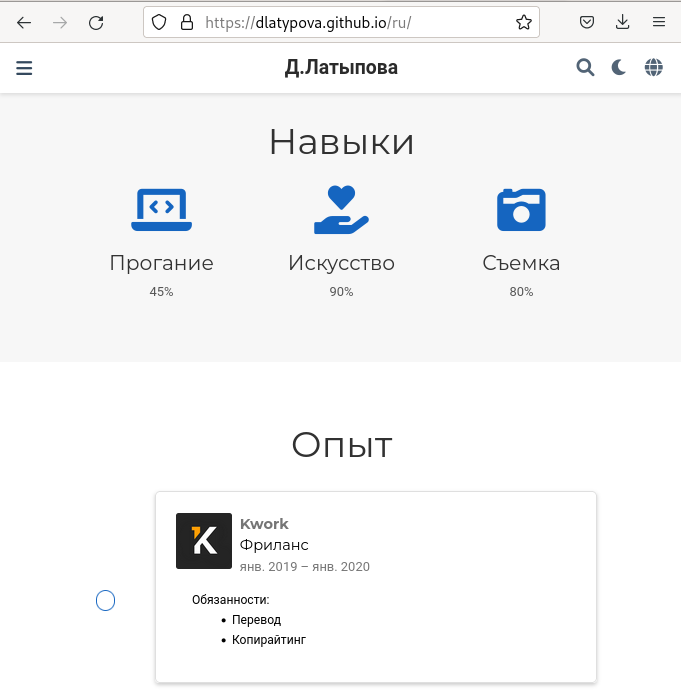 https://dlatypova.github.io/ru/
Д.Латыпова
Навыки
Прогание Искусство Съемка
45% 90% 80%
Опыт
K
Kwork
Фриланс
янв. 2019 – янв. 2020
Обязанности:
• Перевод
• Копирайтинг